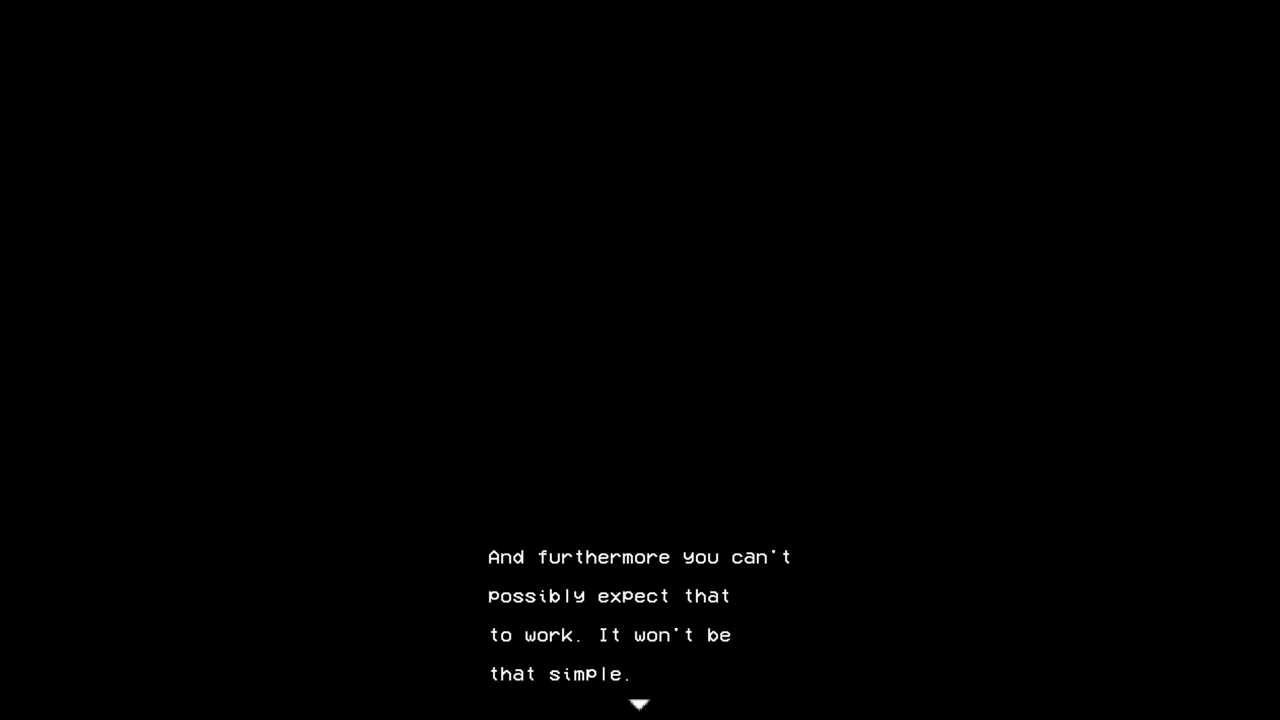 And furthermore you can't
possibly expect that
to work. It won't be
that simple.